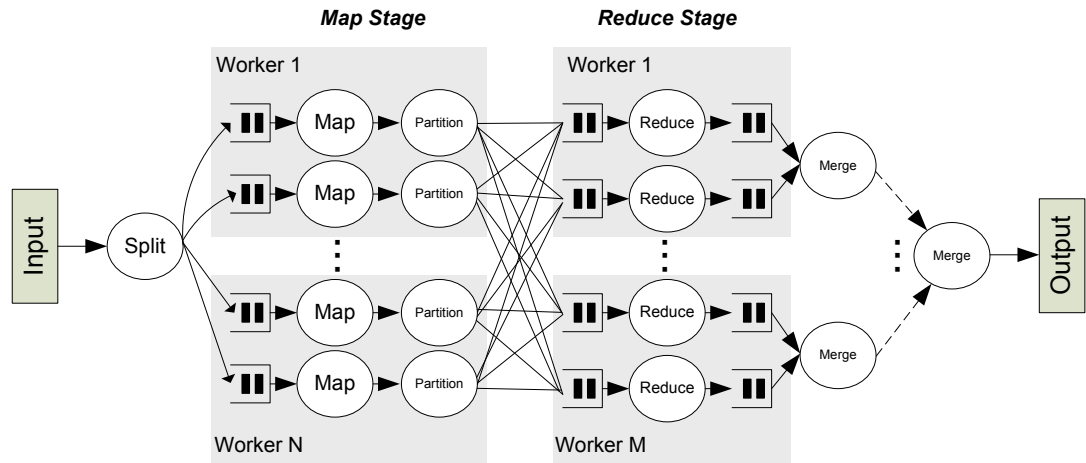 Map Stage
Reduce Stage
Worker 1
Worker 1
Map
Partition
Reduce
Merge
Map
Partition
Reduce
Input
Split
Merge
Output
Map
Partition
Reduce
Merge
Map
Partition
Reduce
Worker N
Worker M